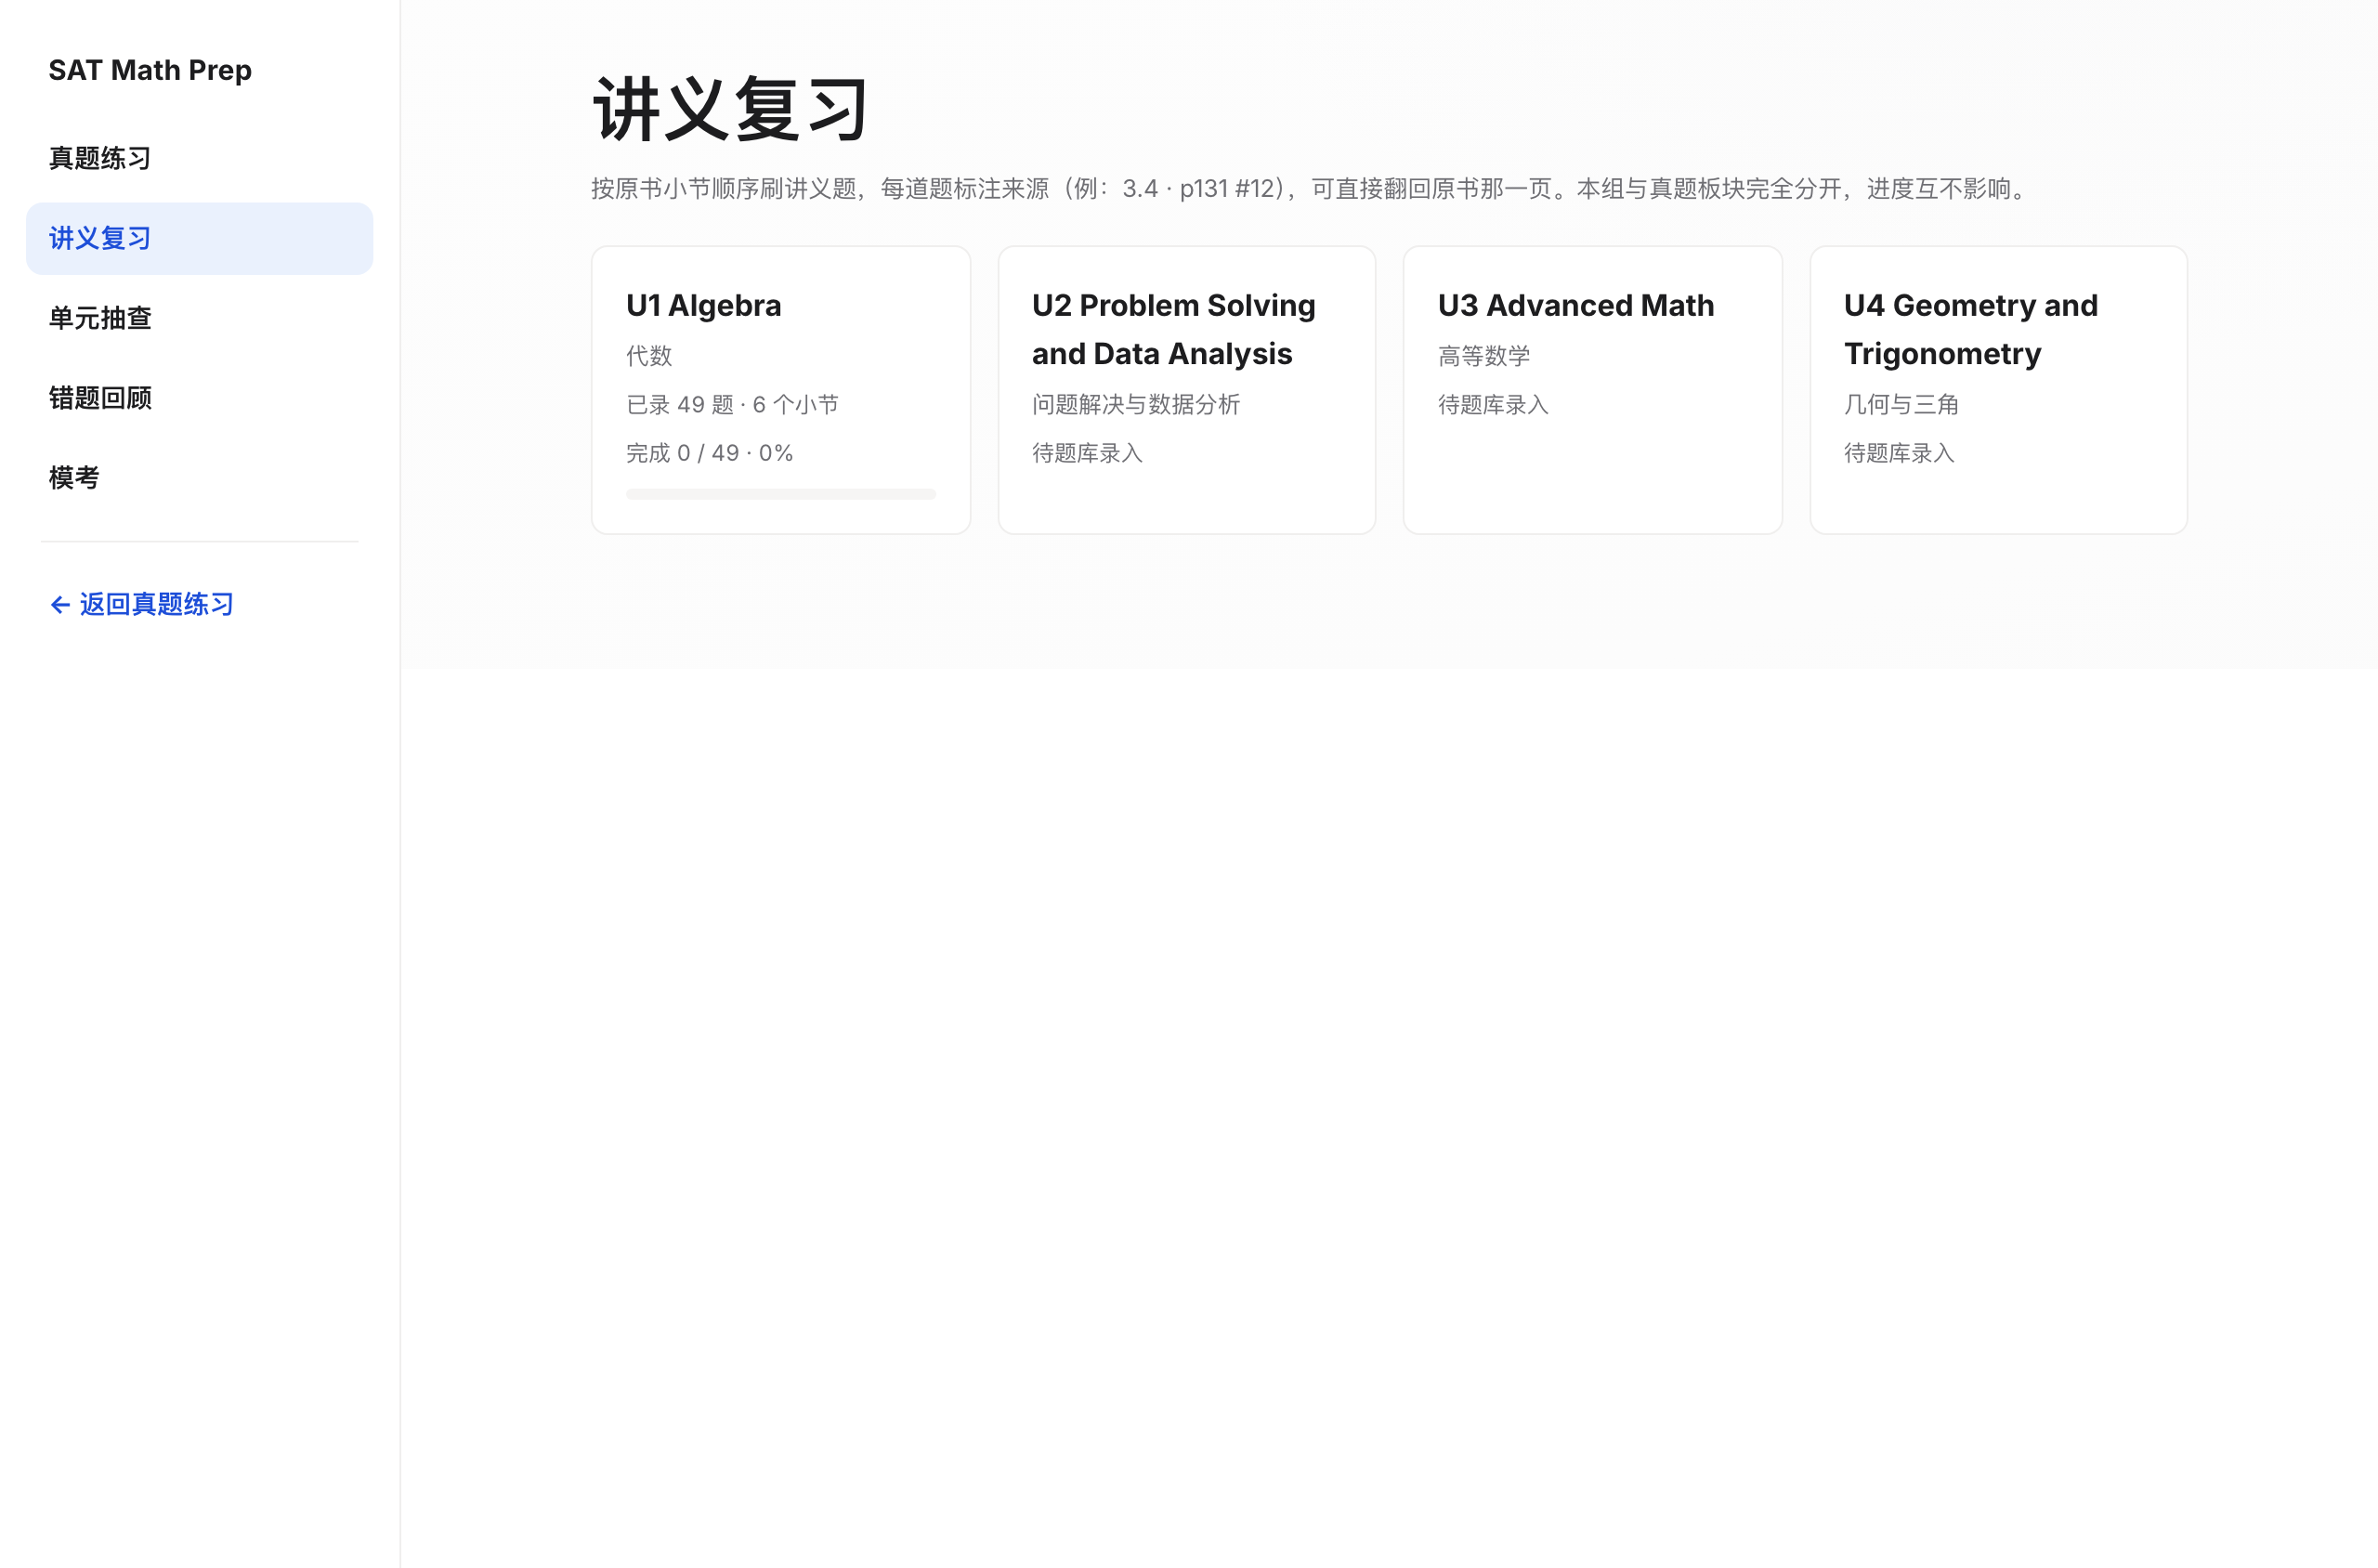 SAT Math Prep
真题练习
讲义复习
单元抽查
错题回顾
模考
← 返回真题练习
讲义复习
按原书小节顺序刷讲义题，每道题标注来源（例：3.4 · p131 #12），可直接翻回原书那一页。本组与真题板块完全分开，进度互不影响。
U1 Algebra
代数
已录 49 题 · 6 个小节
完成 0 / 49 · 0%
U2 Problem Solving
and Data Analysis
问题解决与数据分析
待题库录入
U3 Advanced Math
高等数学
待题库录入
U4 Geometry and
Trigonometry
几何与三角
待题库录入